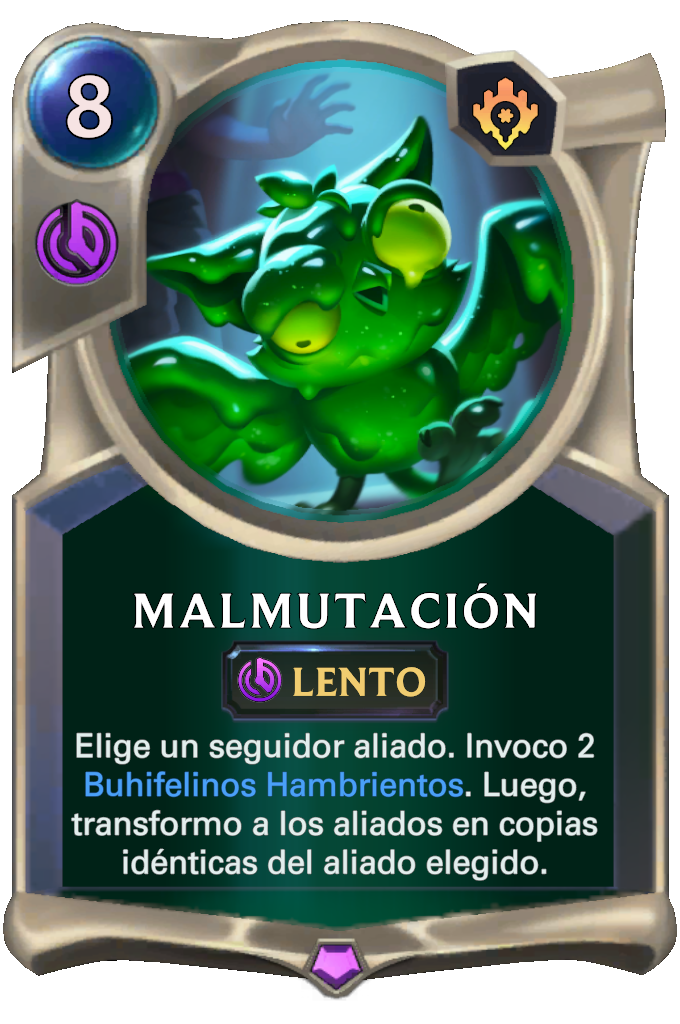 8
MALMUTACIÓN
LENTO
Elige un seguidor aliado. Invoco 2
Buhifelinos Hambrientos. Luego,
transformo a los aliados en copias
idénticas del aliado elegido.